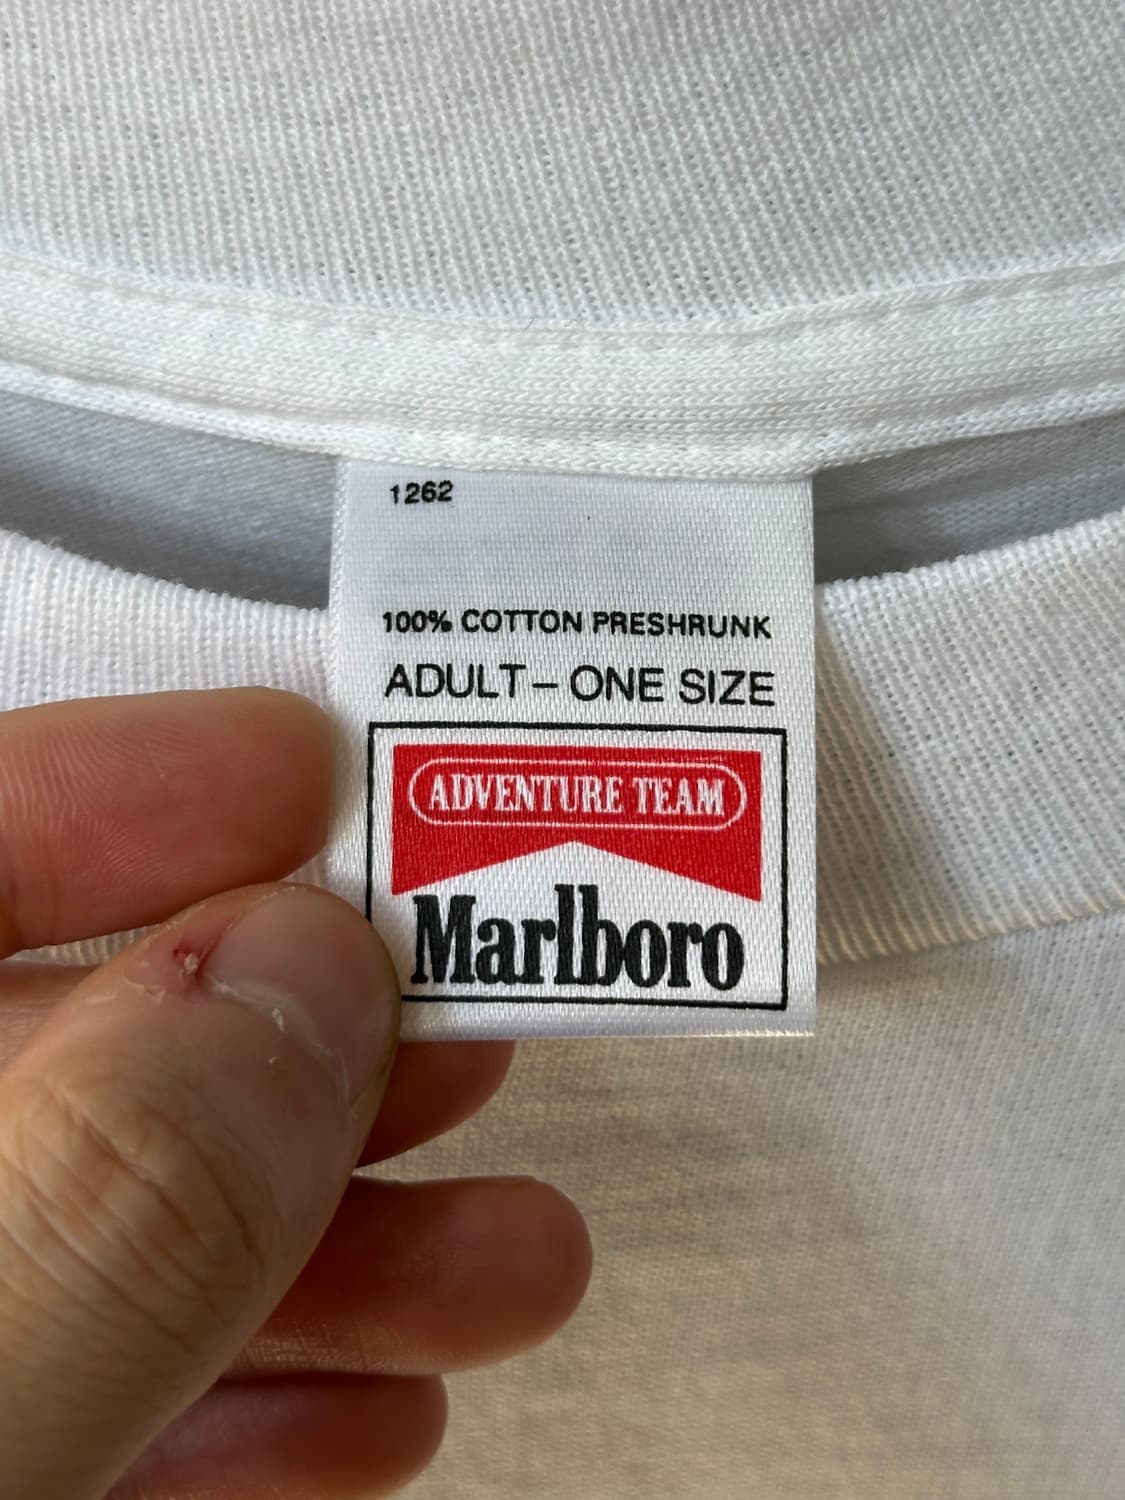 1262
100% COTTON PRESHRUNK
ADULT – ONE SIZE
ADVENTURE TEAM
Marlboro